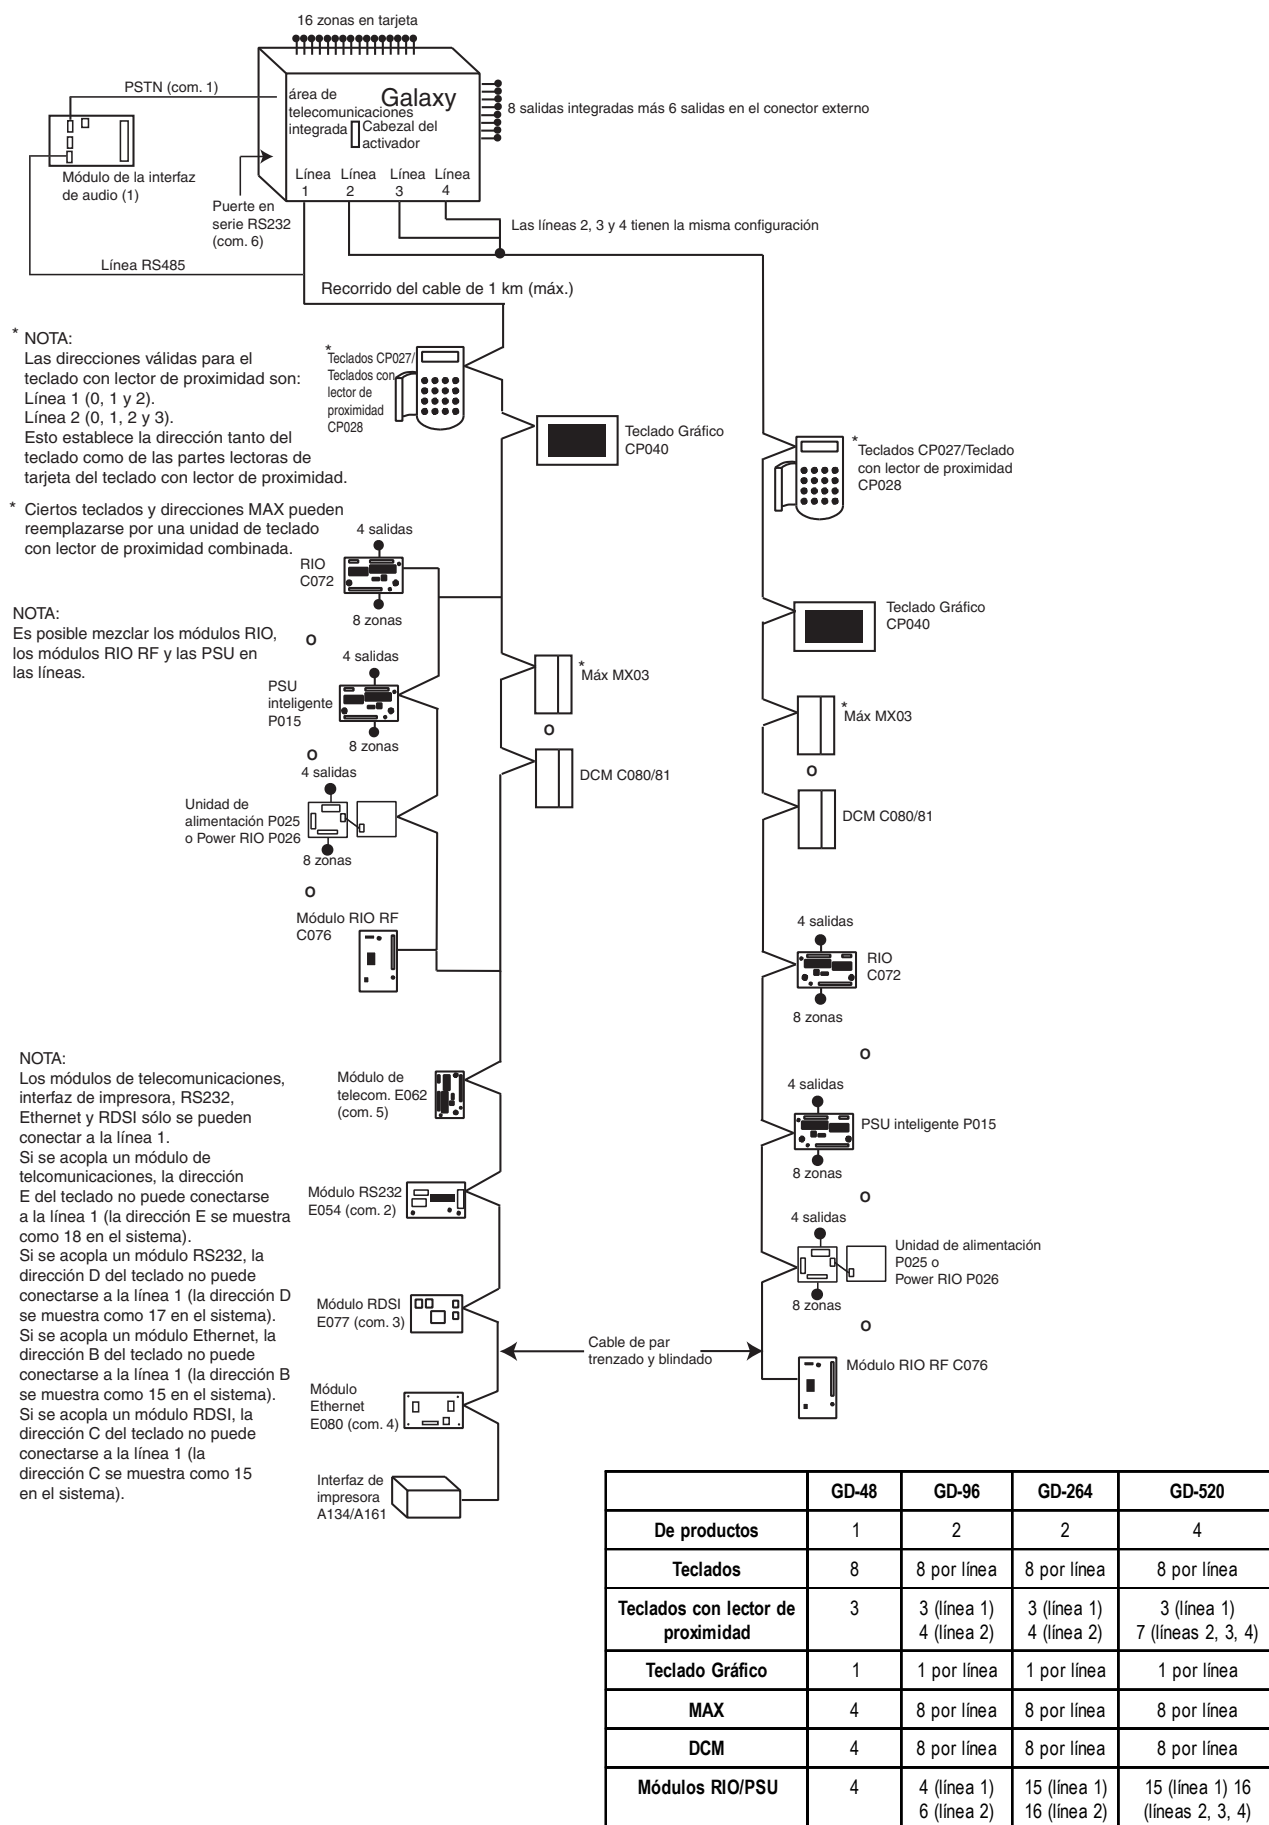 16 zonas en tarjeta
PSTN (com. 1)
área de
telecomunicaciones
integrada
Galaxy
Cabezal del
activador
8 salidas integradas más 6 salidas en el conector externo
Módulo de la interfaz
de audio (1)
Línea Línea Línea Línea
1 2 3 4
Puerte en
serie RS232
(com. 6)
Las líneas 2, 3 y 4 tienen la misma configuración
Línea RS485
Recorrido del cable de 1 km (máx.)
* NOTA:
Las direcciones válidas para el
teclado con lector de proximidad son:
Línea 1 (0, 1 y 2).
Línea 2 (0, 1, 2 y 3).
Esto establece la dirección tanto del
teclado como de las partes lectoras de
tarjeta del teclado con lector de proximidad.
* Ciertos teclados y direcciones MAX pueden
reemplazarse por una unidad de teclado
con lector de proximidad combinada.
NOTA:
Es posible mezclar los módulos RIO,
los módulos RIO RF y las PSU en
las líneas.
* Teclados CP027/
Teclados con
lector de
proximidad
CP028
Teclado Gráfico
CP040
4 salidas
RIO
C072
8 zonas
o
4 salidas
PSU
inteligente
P015
8 zonas
o
4 salidas
Unidad de
alimentación P025
o Power RIO P026
8 zonas
o
Módulo RIO RF
C076
* Máx MX03
o
DCM C080/81
* Teclados CP027/Teclado
con lector de proximidad
CP028
Teclado Gráfico
CP040
* Máx MX03
o
DCM C080/81
4 salidas
RIO
C072
8 zonas
o
4 salidas
PSU inteligente P015
8 zonas
o
4 salidas
Unidad de alimentación
P025 o
Power RIO P026
8 zonas
o
Módulo RIO RF C076
NOTA:
Los módulos de telecomunicaciones,
interfaz de impresora, RS232,
Ethernet y RDSI sólo se pueden
conectar a la línea 1.
Si se acopla un módulo de
telcomunicaciones, la dirección
E del teclado no puede conectarse
a la línea 1 (la dirección E se muestra
como 18 en el sistema).
Si se acopla un módulo RS232, la
dirección D del teclado no puede
conectarse a la línea 1 (la dirección D
se muestra como 17 en el sistema).
Si se acopla un módulo Ethernet, la
dirección B del teclado no puede
conectarse a la línea 1 (la dirección B
se muestra como 15 en el sistema).
Si se acopla un módulo RDSI, la
dirección C del teclado no puede
conectarse a la línea 1 (la
dirección C se muestra como 15
en el sistema).
Módulo de
telecom. E062
(com. 5)
Módulo RS232
E054 (com. 2)
Módulo RDSI
E077 (com. 3)
Cable de par
trenzado y blindado
Módulo
Ethernet
E080 (com. 4)
Interfaz de
impresora
A134/A161
GD-48 GD-96 GD-264 GD-520
De productos 1 2 2 4
Teclados 8 8 por línea 8 por línea 8 por línea
Teclados con lector de 3 3 (línea 1) 3 (línea 1) 3 (línea 1)
proximidad 4 (línea 2) 4 (línea 2) 7 (líneas 2, 3, 4)
Teclado Gráfico 1 1 por línea 1 por línea 1 por línea
MAX 4 8 por línea 8 por línea 8 por línea
DCM 4 8 por línea 8 por línea 8 por línea
Módulos RIO/PSU 4 4 (línea 1) 15 (línea 1) 15 (línea 1) 16
6 (línea 2) 16 (línea 2) (líneas 2, 3, 4)